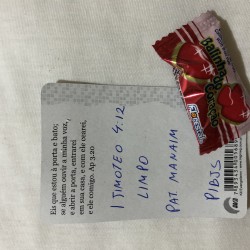 Eis que estou à porta e bato;
se alguém ouvir a minha voz,
e abrir a porta, entrarei
em sua casa, e com ele cearei,
e ele comigo. Ap 3.20
1 TIMOTEO 4:12
LIMPO
PAT MANAIM
PIBJS